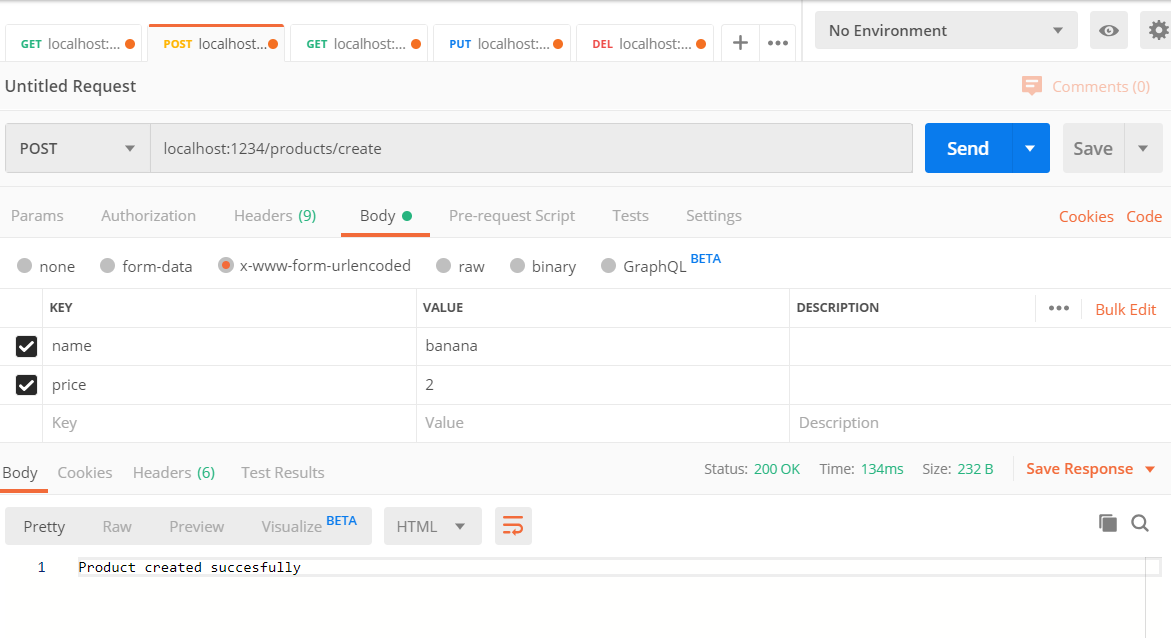 GET localhost:... POST localhost... GET localhost:... PUT localhost:... DEL localhost:... No Environment
Untitled Request Comments (0)
POST localhost:1234/products/create Send Save
Params Authorization Headers (9) Body Pre-request Script Tests Settings Cookies Code
none form-data x-www-form-urlencoded raw binary GraphQL BETA
KEY VALUE DESCRIPTION Bulk Edit
name banana
price 2
Key Value Description
Body Cookies Headers (6) Test Results Status: 200 OK Time: 134ms Size: 232 B Save Response
Pretty Raw Preview Visualize BETA HTML
1 Product created succesfully